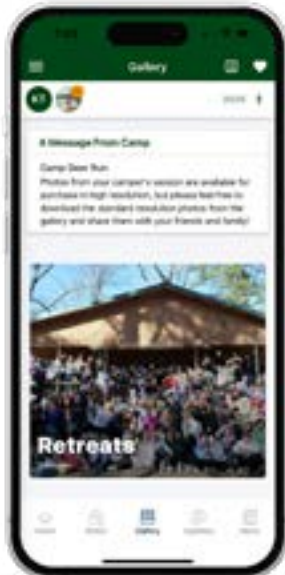 Gallery
KT
A Message From Camp
Camp Deer Run
Photos from your camper's session are available for
purchase in high resolution, but please feel free to
download the standard resolution photos from the
gallery and share them with your friends and family!
Retreats
Gallery